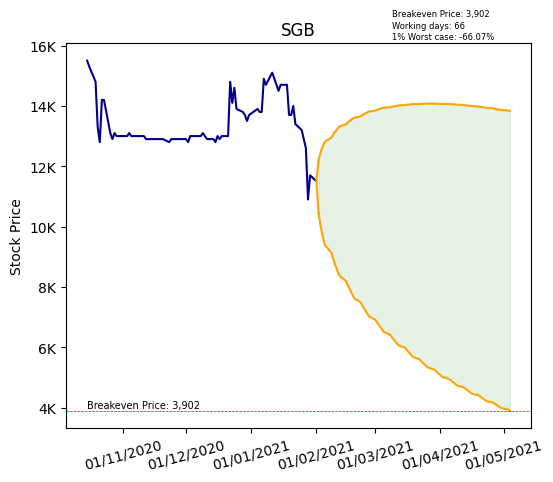 Breakeven Price: 3,902
Working days: 66
1% Worst case: -66.07%
SGB
16K
14K
12K
10K
8K
6K
4K
Stock Price
Breakeven Price: 3,902
01/11/2020
01/12/2020
01/01/2021
01/02/2021
01/03/2021
01/04/2021
01/05/2021